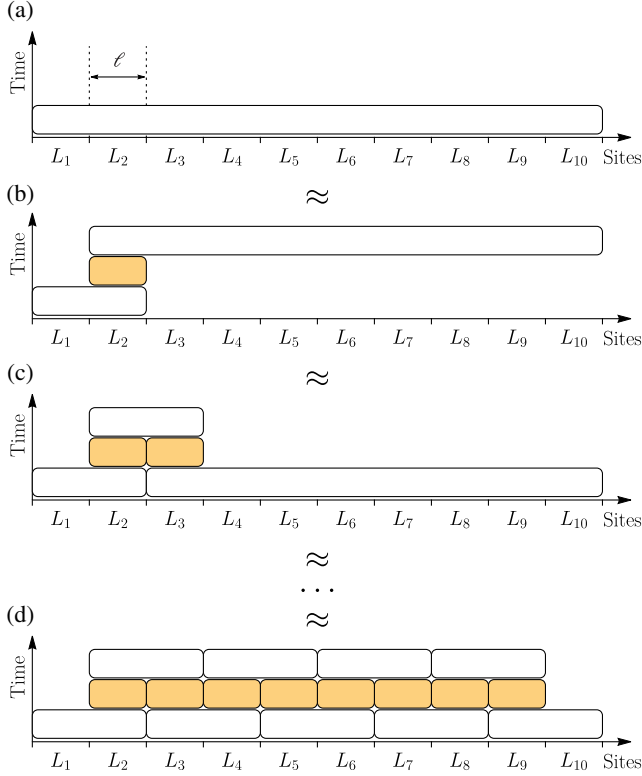 (a)
Time
ℓ
L₁ L₂ L₃ L₄ L₅ L₆ L₇ L₈ L₉ L₁₀ Sites
≈
(b)
Time
L₁ L₂ L₃ L₄ L₅ L₆ L₇ L₈ L₉ L₁₀ Sites
≈
(c)
Time
L₁ L₂ L₃ L₄ L₅ L₆ L₇ L₈ L₉ L₁₀ Sites
≈
...
≈
(d)
Time
L₁ L₂ L₃ L₄ L₅ L₆ L₇ L₈ L₉ L₁₀ Sites